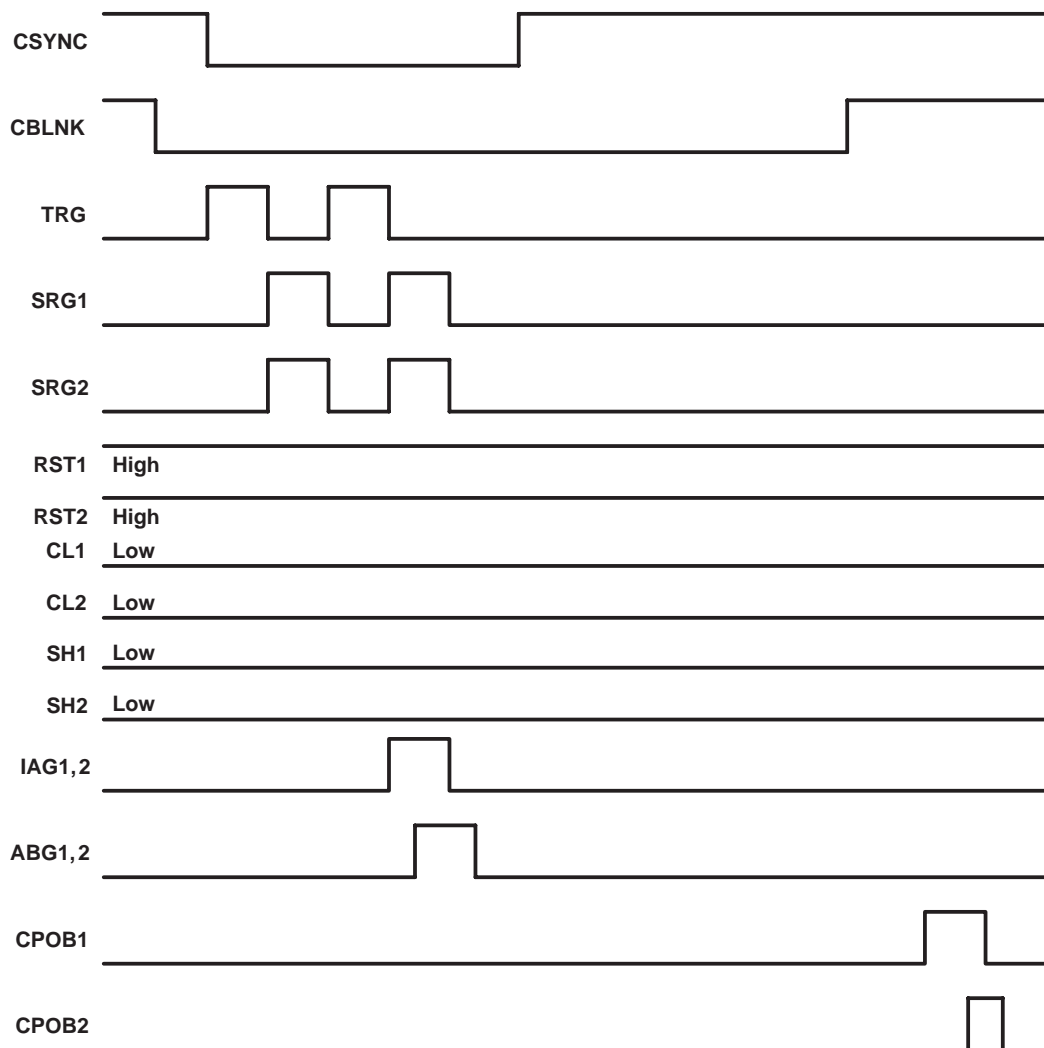 CSYNC
CBLNK
TRG
SRG1
SRG2
RST1 High
RST2 High
CL1 Low
CL2 Low
SH1 Low
SH2 Low
IAG1,2
ABG1,2
CPOB1
CPOB2